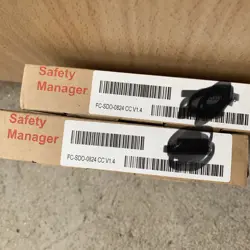 Safety
Manager
FC-SDO-0824 CC V1.4
Safety
Manager
FC-SDO-0824 CC V1.4